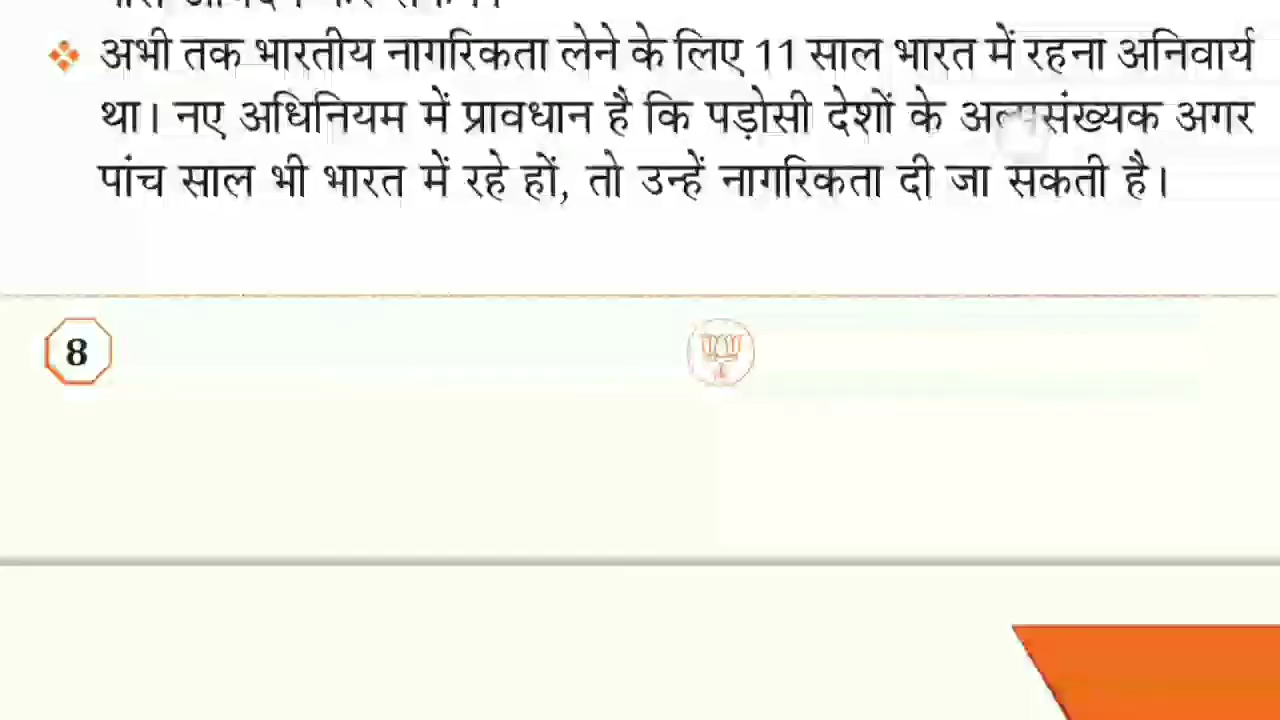 अभी तक भारतीय नागरिकता लेने के लिए 11 साल भारत में रहना अनिवार्य
था। नए अधिनियम में प्रावधान है कि पड़ोसी देशों के अल्पसंख्यक अगर
पांच साल भी भारत में रहे हों, तो उन्हें नागरिकता दी जा सकती है।
8